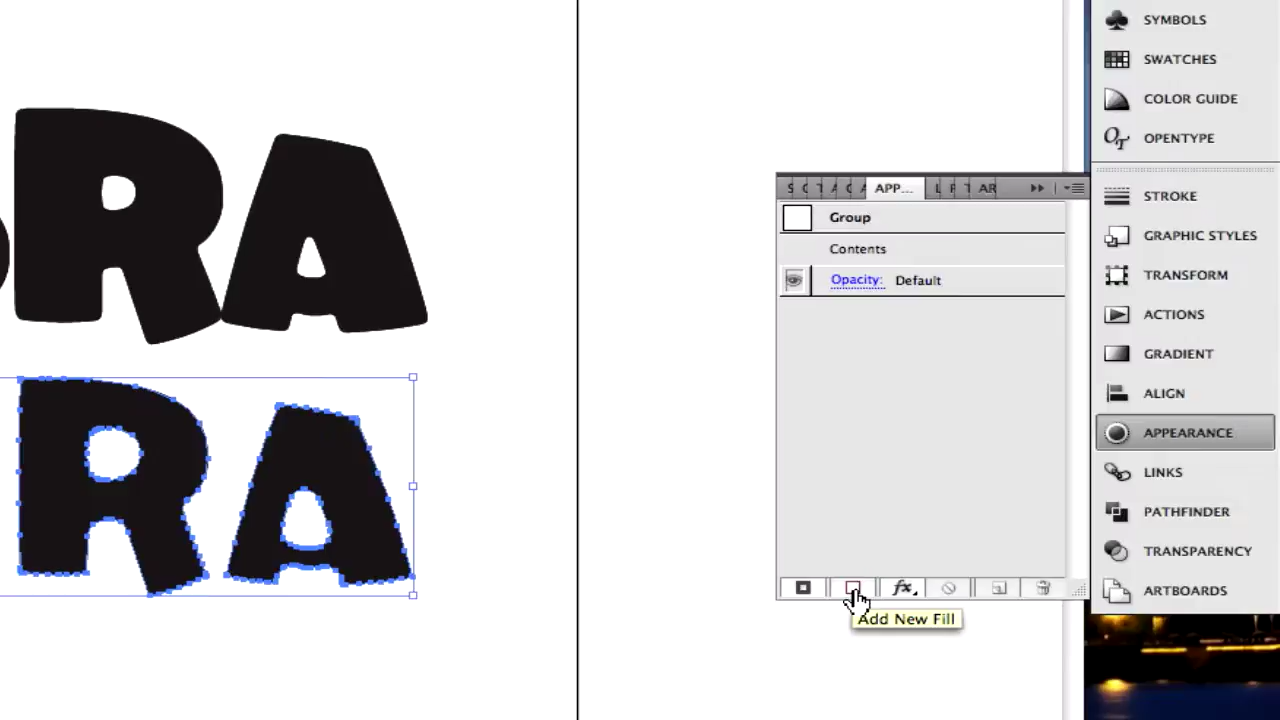 RA
RA
S C T A C A APP... L P T AR
Group
Contents
Opacity: Default
fx
Add New Fill
SYMBOLS
SWATCHES
COLOR GUIDE
OPENTYPE
STROKE
GRAPHIC STYLES
TRANSFORM
ACTIONS
GRADIENT
ALIGN
APPEARANCE
LINKS
PATHFINDER
TRANSPARENCY
ARTBOARDS